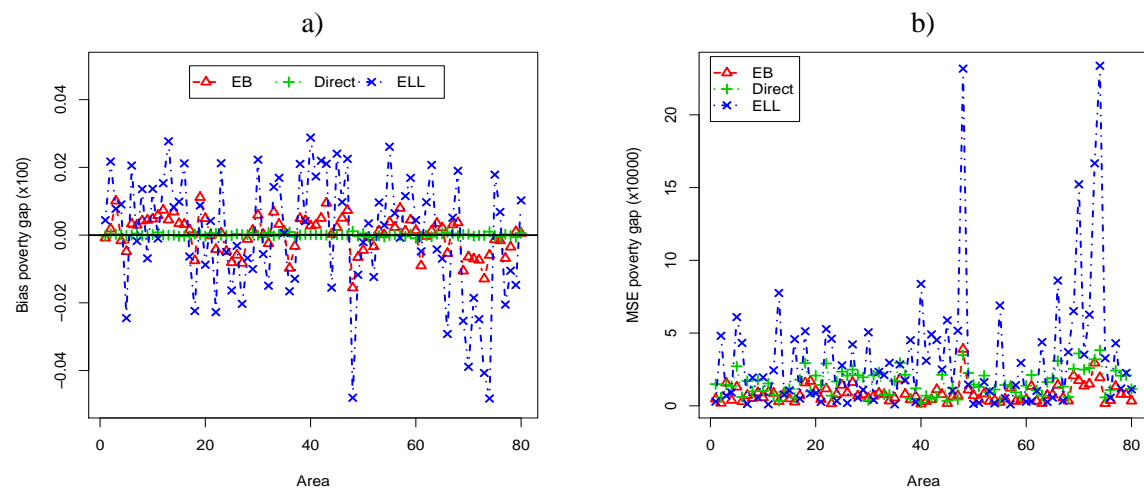 a)
EB
Direct
ELL
Bias poverty gap (x100)
0.04
0.02
0.00
−0.02
−0.04
0
20
40
60
80
Area
b)
EB
Direct
ELL
MSE poverty gap (x10000)
20
15
10
5
0
0
20
40
60
80
Area